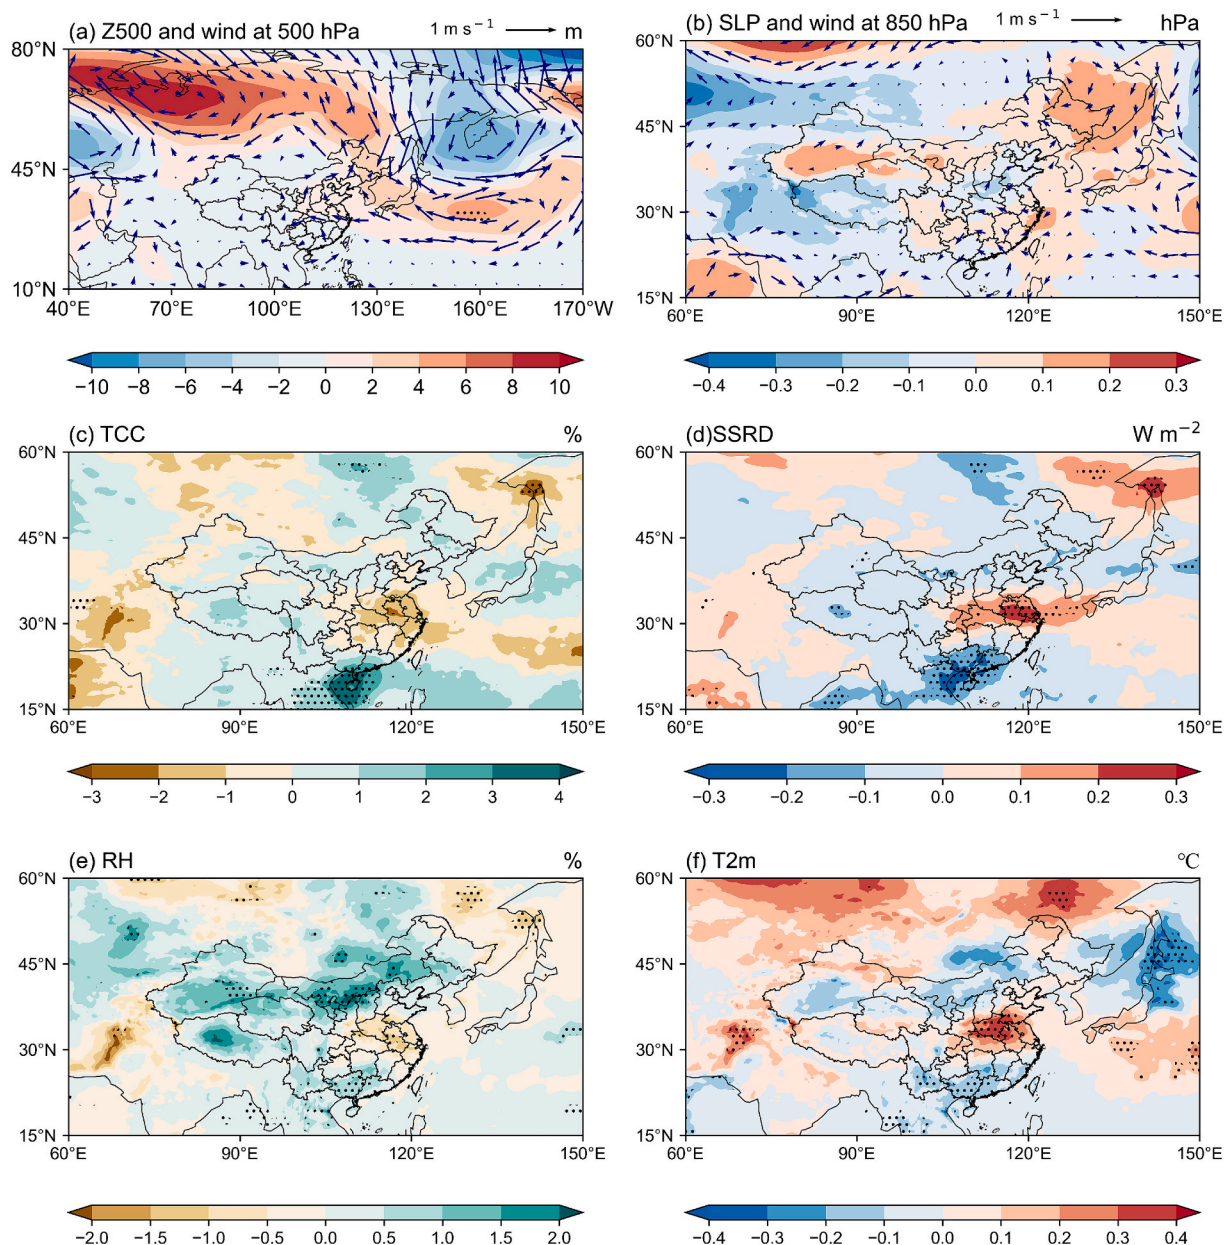 (a) Z500 and wind at 500 hPa 1 m s⁻¹ m
80°N
45°N
10°N
40°E 70°E 100°E 130°E 160°E 170°W
−10 −8 −6 −4 −2 0 2 4 6 8 10
(b) SLP and wind at 850 hPa 1 m s⁻¹ hPa
60°N
45°N
30°N
15°N
60°E 90°E 120°E 150°E
−0.4 −0.3 −0.2 −0.1 0.0 0.1 0.2 0.3
(c) TCC %
60°N
45°N
30°N
15°N
60°E 90°E 120°E 150°E
−3 −2 −1 0 1 2 3 4
(d)SSRD W m⁻²
60°N
45°N
30°N
15°N
60°E 90°E 120°E 150°E
−0.3 −0.2 −0.1 0.0 0.1 0.2 0.3
(e) RH %
60°N
45°N
30°N
15°N
60°E 90°E 120°E 150°E
−2.0 −1.5 −1.0 −0.5 0.0 0.5 1.0 1.5 2.0
(f) T2m °C
60°N
45°N
30°N
15°N
60°E 90°E 120°E 150°E
−0.4 −0.3 −0.2 −0.1 0.0 0.1 0.2 0.3 0.4